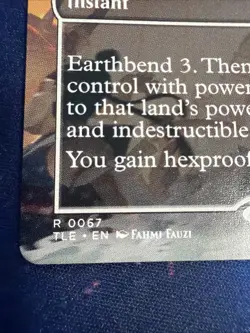 Instant
Earthbend 3. Then
control with power
to that land's powe
and indestructible
You gain hexproof
R 0067
TLE • EN Fahmi Fauzi